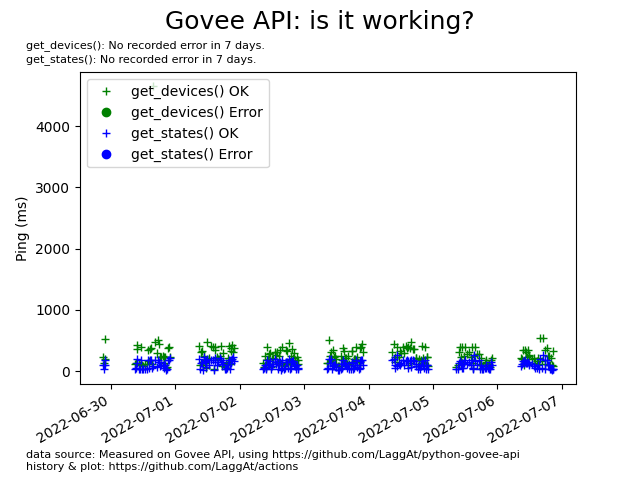 Govee API: is it working?
get_devices(): No recorded error in 7 days.
get_states(): No recorded error in 7 days.
get_devices() OK
get_devices() Error
get_states() OK
get_states() Error
Ping (ms)
4000
3000
2000
1000
0
2022-06-30
2022-07-01
2022-07-02
2022-07-03
2022-07-04
2022-07-05
2022-07-06
2022-07-07
data source: Measured on Govee API, using https://github.com/LaggAt/python-govee-api
history & plot: https://github.com/LaggAt/actions